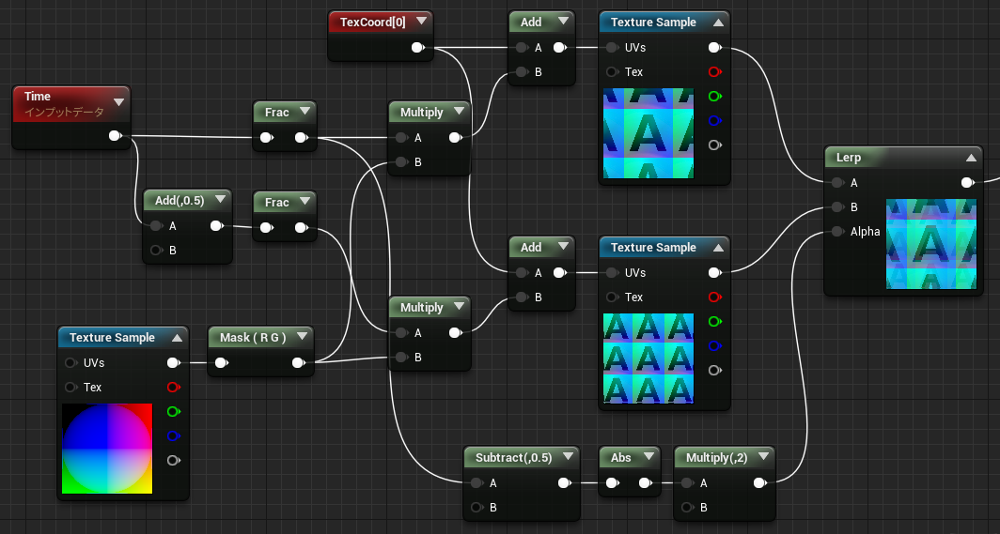 TexCoord[0]
Add
A
B
Texture Sample
UVs
Tex
A
Time
インプットデータ
Frac
Multiply
A
B
Lerp
A
B
Alpha
A
Add(,0.5)
A
B
Frac
Add
A
B
Texture Sample
UVs
Tex
A A A
A A A
A A A
Multiply
A
B
Texture Sample
UVs
Tex
Mask ( R G )
Subtract(,0.5)
A
B
Abs
Multiply(,2)
A
B